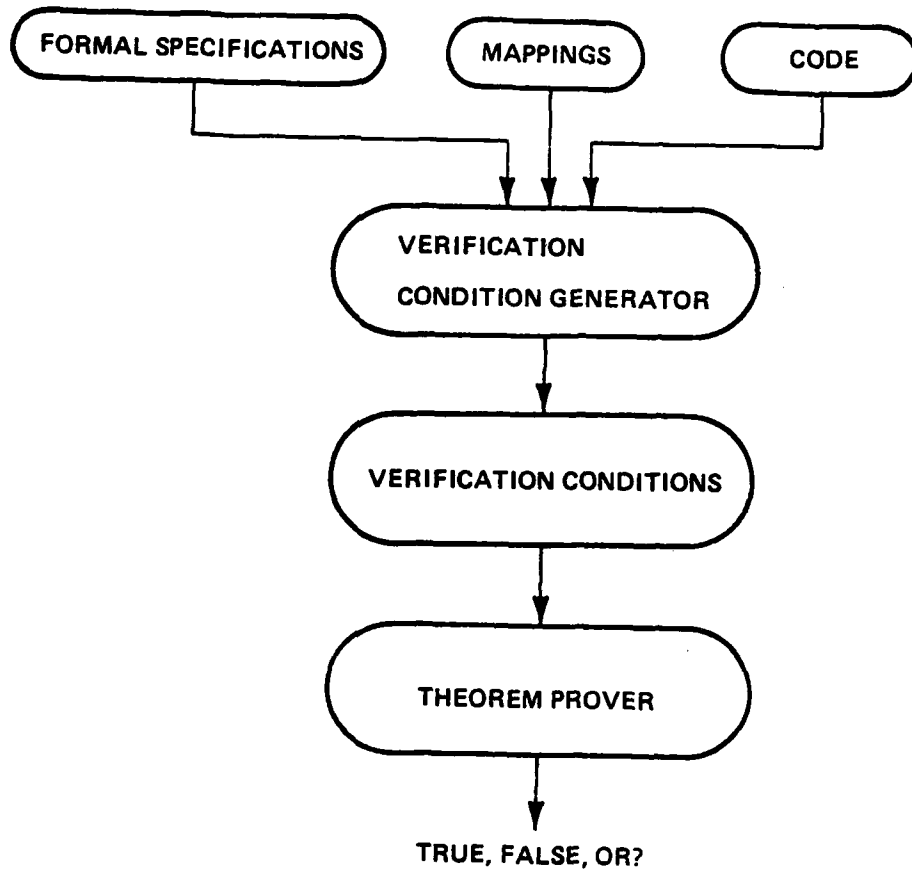 FORMAL SPECIFICATIONS
MAPPINGS
CODE
VERIFICATION
CONDITION GENERATOR
VERIFICATION CONDITIONS
THEOREM PROVER
TRUE, FALSE, OR?